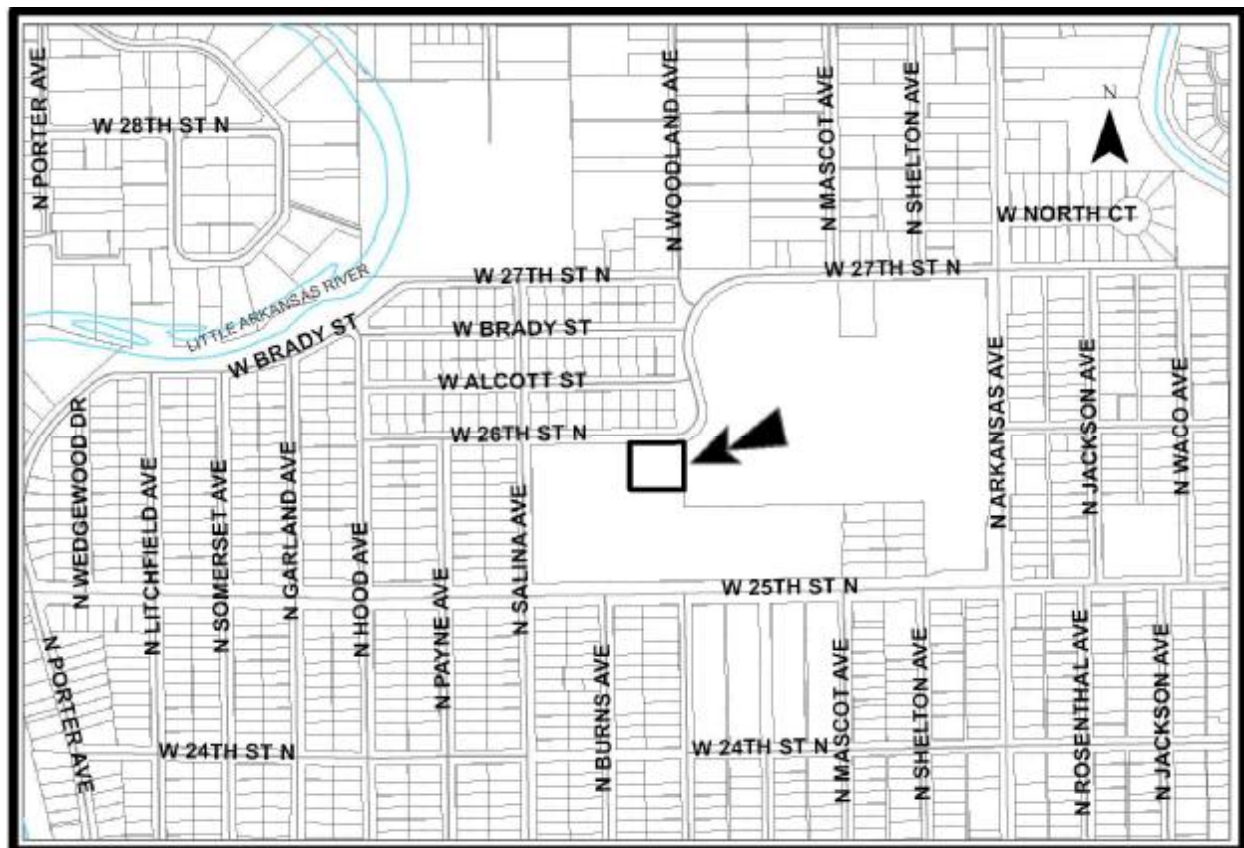 N PORTER AVE
W 28TH ST N
N WOODLAND AVE
N MASCOT AVE
N SHELTON AVE
N
W NORTH CT
W 27TH ST N
W 27TH ST N
LITTLE ARKANSAS RIVER
W BRADY ST
W BRADY ST
W ALCOTT ST
W 26TH ST N
N WEDGEWOOD DR
N LITCHFIELD AVE
N SOMERSET AVE
N GARLAND AVE
N HOOD AVE
N PAYNE AVE
N SALINA AVE
N ARKANSAS AVE
N JACKSON AVE
N WACO AVE
W 25TH ST N
N PORTER AVE
N BURNS AVE
N MASCOT AVE
N SHELTON AVE
N ROSENTHAL AVE
N JACKSON AVE
W 24TH ST N
W 24TH ST N